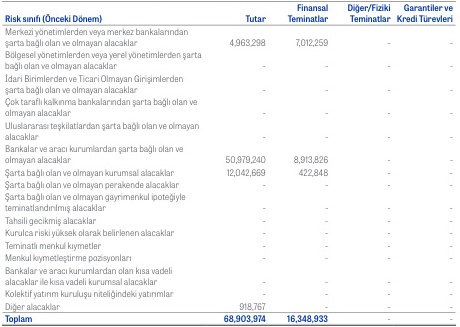 Finansal Diğer/Fiziki Garantiler ve
Risk sınıfı (Önceki Dönem) Tutar Teminatlar Teminatlar Kredi Türevleri
Merkezi yönetimlerden veya merkez bankalarından
şarta bağlı olan ve olmayan alacaklar 4,963,298 7,012,259 - -
Bölgesel yönetimlerden veya yerel yönetimlerden şarta
bağlı olan ve olmayan alacaklar - - - -
İdari Birimlerden ve Ticari Olmayan Girişimlerden
şarta bağlı olan ve olmayan alacaklar - - - -
Çok taraflı kalkınma bankalarından şarta bağlı olan ve
olmayan alacaklar - - - -
Uluslararası teşkilatlardan şarta bağlı olan ve olmayan
alacaklar - - - -
Bankalar ve aracı kurumlardan şarta bağlı olan ve
olmayan alacaklar 50,979,240 8,913,826 - -
Şarta bağlı olan ve olmayan kurumsal alacaklar 12,042,669 422,848 - -
Şarta bağlı olan ve olmayan perakende alacaklar - - - -
Şarta bağlı olan ve olmayan gayrimenkul ipoteğiyle
teminatlandırılmış alacaklar - - - -
Tahsili gecikmiş alacaklar - - - -
Kurulca riski yüksek olarak belirlenen alacaklar - - - -
Teminatlı menkul kıymetler - - - -
Menkul kıymetleştirme pozisyonları - - - -
Bankalar ve aracı kurumlardan olan kısa vadeli
alacaklar ile kısa vadeli kurumsal alacaklar - - - -
Kolektif yatırım kuruluşu niteliğindeki yatırımlar - - - -
Diğer alacaklar 918,767 - - -
Toplam 68,903,974 16,348,933 - -